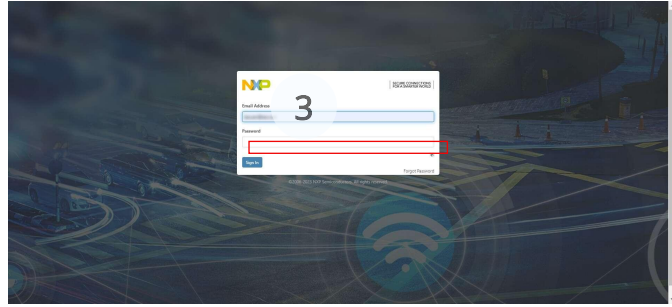 NXP
SECURE CONNECTIONS
FOR A SMARTER WORLD
Email Address
3
Password
Sign In
Forgot Password